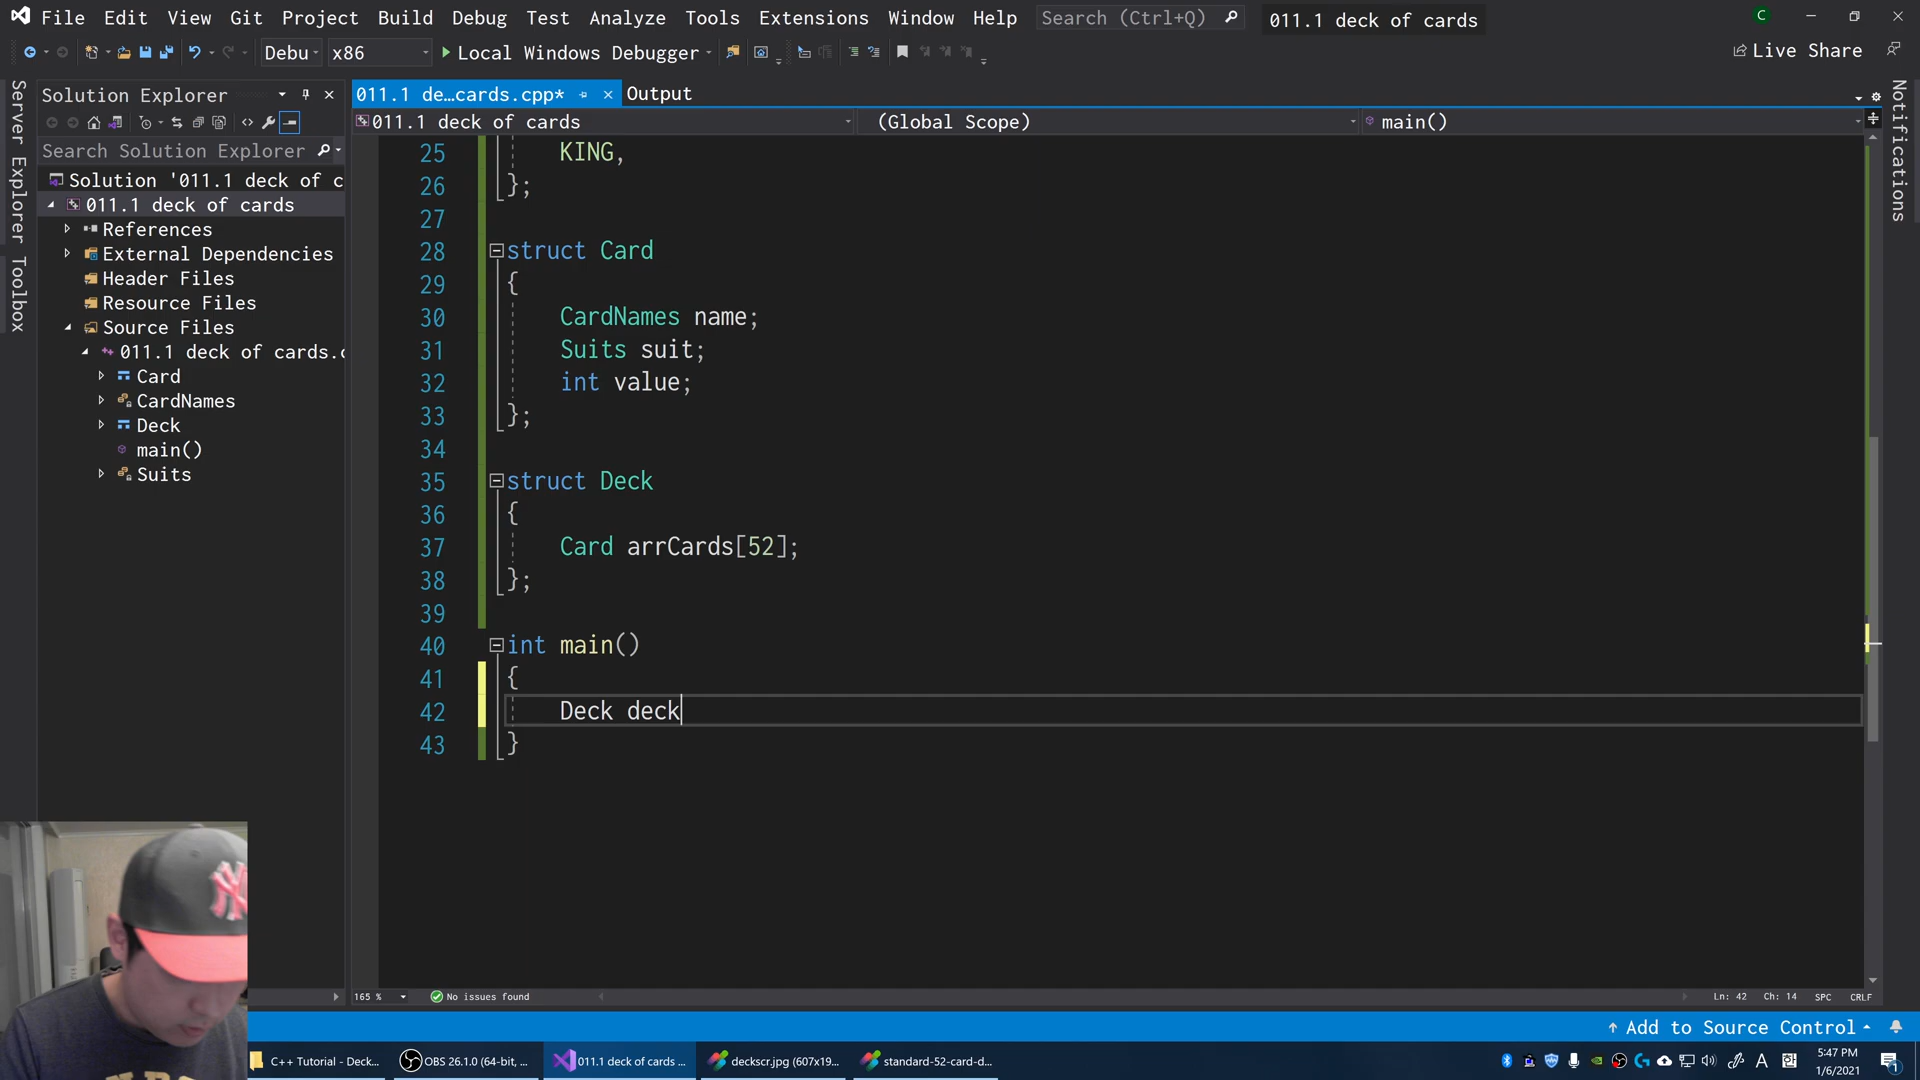 File Edit View Git Project Build Debug Test Analyze Tools Extensions Window Help Search (Ctrl+Q) 011.1 deck of cards C
Debu x86 Local Windows Debugger Live Share
Server Explorer
Toolbox
Notifications
Solution Explorer
Search Solution Explorer
Solution '011.1 deck of c
011.1 deck of cards
References
External Dependencies
Header Files
Resource Files
Source Files
011.1 deck of cards.c
Card
CardNames
Deck
main()
Suits
011.1 de…cards.cpp* Output
011.1 deck of cards (Global Scope) main()
25 KING,
26 };
27
28 struct Card
29 {
30 CardNames name;
31 Suits suit;
32 int value;
33 };
34
35 struct Deck
36 {
37 Card arrCards[52];
38 };
39
40 int main()
41 {
42 Deck deck
43 }
NY
165 % No issues found Ln: 42 Ch: 14 SPC CRLF
Add to Source Control
C++ Tutorial - Deck... OBS 26.1.0 (64-bit, ... 011.1 deck of cards ... deckscr.jpg (607x19... standard-52-card-d... A 한 5:47 PM
1/6/2021 1